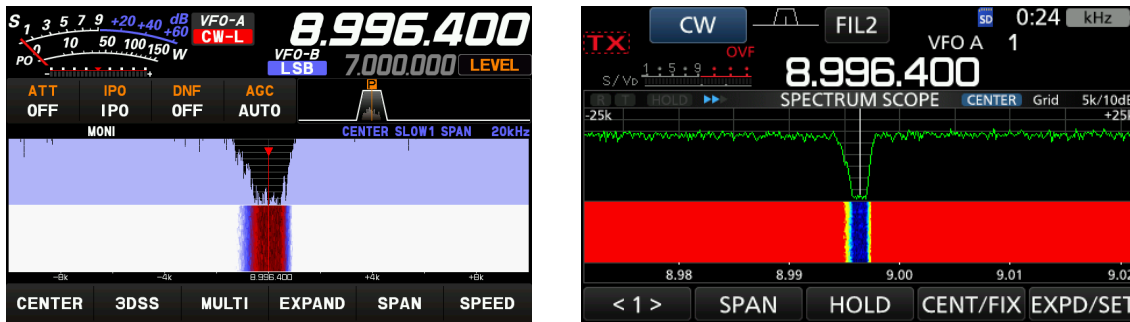 S 1 3 5 7 9 +20 +40 +60 dB
VFO-A
CW-L
8.996.400
PO 0 10 50 100 150 W
- +
VFO-B
LSB
7.000.000
LEVEL
ATT IPO DNF AGC
OFF IPO OFF AUTO
P
MONI
CENTER SLOW1 SPAN 20kHz
-8k -4k 8.996.400 +4k +8k
CENTER 3DSS MULTI EXPAND SPAN SPEED
TX
CW
FIL2
SD
0:24
kHz
OVF
VFO A 1
S/VD 1 : 5 : 9
8.996.400
R T HOLD
SPECTRUM SCOPE CENTER Grid 5k/10dB
-25k +25k
8.98 8.99 9.00 9.01 9.02
<1> SPAN HOLD CENT/FIX EXPD/SET